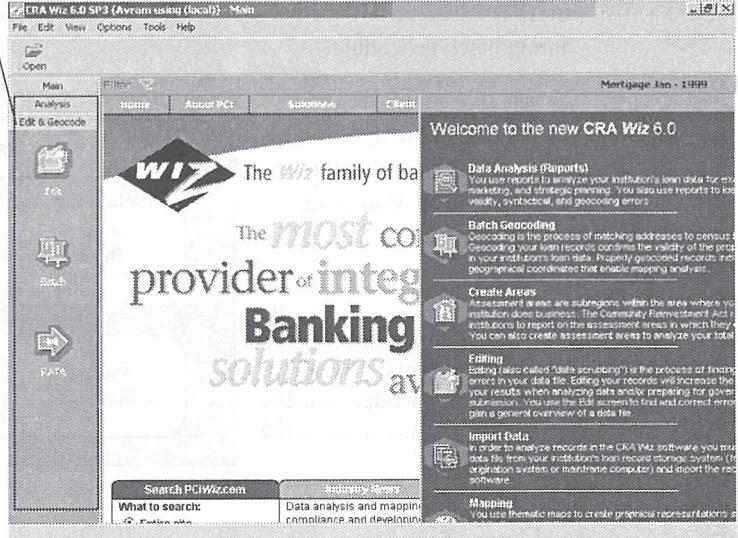 CRA Wiz 6.0 SP3 (Avram using (local)) - Main
File Edit View Options Tools Help
Open
Main
Analysis
Edit & Geocode
Edit
Batch
Filter
Mortgage Jan - 1999
Home About PCi Solutions Client
WIZ
The Wiz family of ba
The most co
provider of integ
Banking
solutions av
Search PCiWiz.com
What to search:
Entire site
Industry News
Data analysis and mapping
compliance and developing
Welcome to the new CRA Wiz 6.0
Data Analysis (Reports)
You use reports to analyze your institution's loan data for
marketing, and strategic planning. You also use reports to
validity, syntactical, and geocoding errors
Batch Geocoding
Geocoding is the process of matching addresses to census
Geocoding your loan records confirms the validity of the prop
in your institution's loan data. Properly geocoded records
geographical coordinates that enable mapping analysis.
Create Areas
Assessment areas are subregions within the area where yo
institution does business. The Community Reinvestment Act
institutions to report on the assessment areas in which they
You can also create assessment areas to analyze your total
Editing
Editing (also called "data scrubbing") is the process of finding
errors in your data file. Editing your records will increase the
your results when analyzing data and/or preparing for gover
submission. You use the Edit screen to find and correct
gain a general overview of a data file.
Import Data
In order to analyze records in the CRA Wiz software you
data file from your institution's loan record storage system
origination system or mainframe computer) and import the rec
software.
Mapping
You use thematic maps to create graphical representations